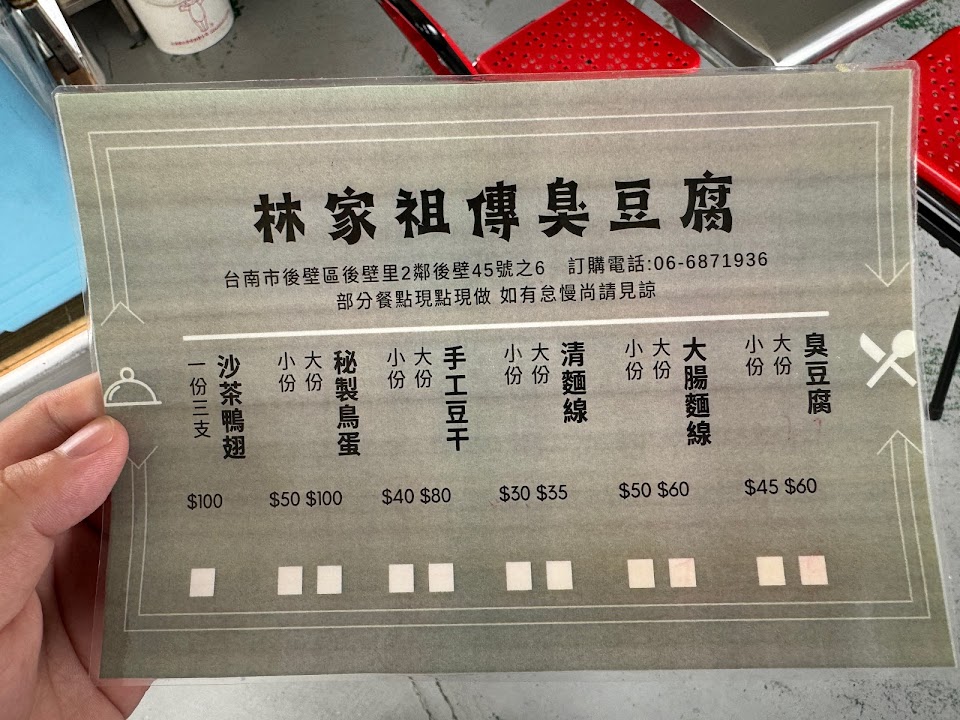 林家祖傳臭豆腐
台南市後壁區後壁里2鄰後壁45號之6 訂購電話:06-6871936
部分餐點現點現做 如有怠慢尚請見諒
臭豆腐
大份
小份
$45 $60
大腸麵線
大份
小份
$50 $60
清麵線
大份
小份
$30 $35
手工豆干
大份
小份
$40 $80
秘製鳥蛋
大份
小份
$50 $100
沙茶鴨翅
一份三支
$100